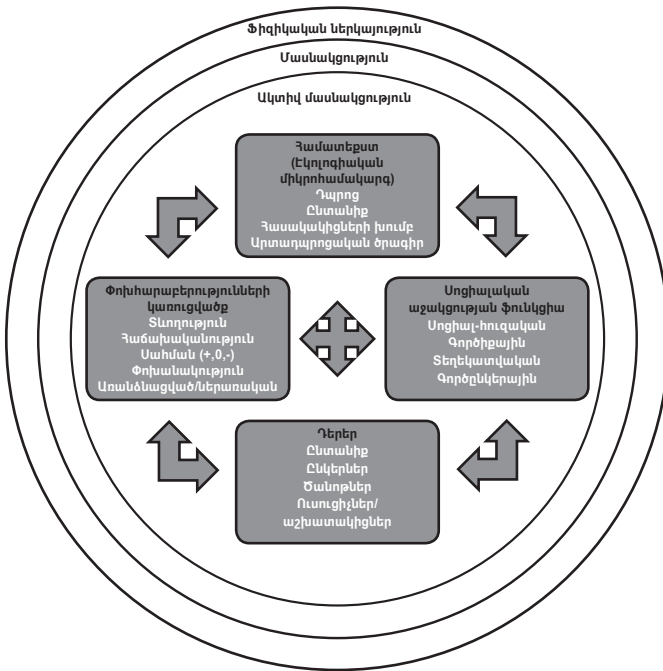 Ֆիզիկական ներկայություն
Մասնակցություն
Ակտիվ մասնակցություն
Համատեքստ
(Էկոլոգիական
միկրոհամակարգ)
Դպրոց
Ընտանիք
Հասակակիցների խումբ
Արտադպրոցական ծրագիր
Փոխհարաբերությունների
կառուցվածք
Տևողություն
Հաճախականություն
Սահման (+,0,-)
Փոխանակություն
Առանձնացված/ներառական
Սոցիալական
աջակցության ֆունկցիա
Սոցիալ-հուզական
Գործիքային
Տեղեկատվական
Գործընկերային
Դերեր
Ընտանիք
Ընկերներ
Ծանոթներ
Ուսուցիչներ/
աշխատակիցներ